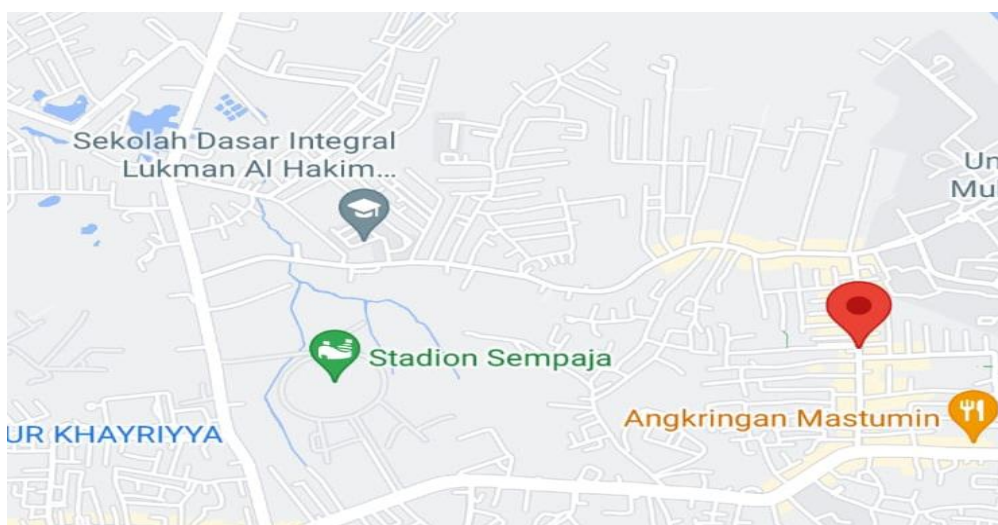 Sekolah Dasar Integral
Lukman Al Hakim...
Un
Mu
Stadion Sempaja
Angkringan Mastumin
UR KHAYRIYYA